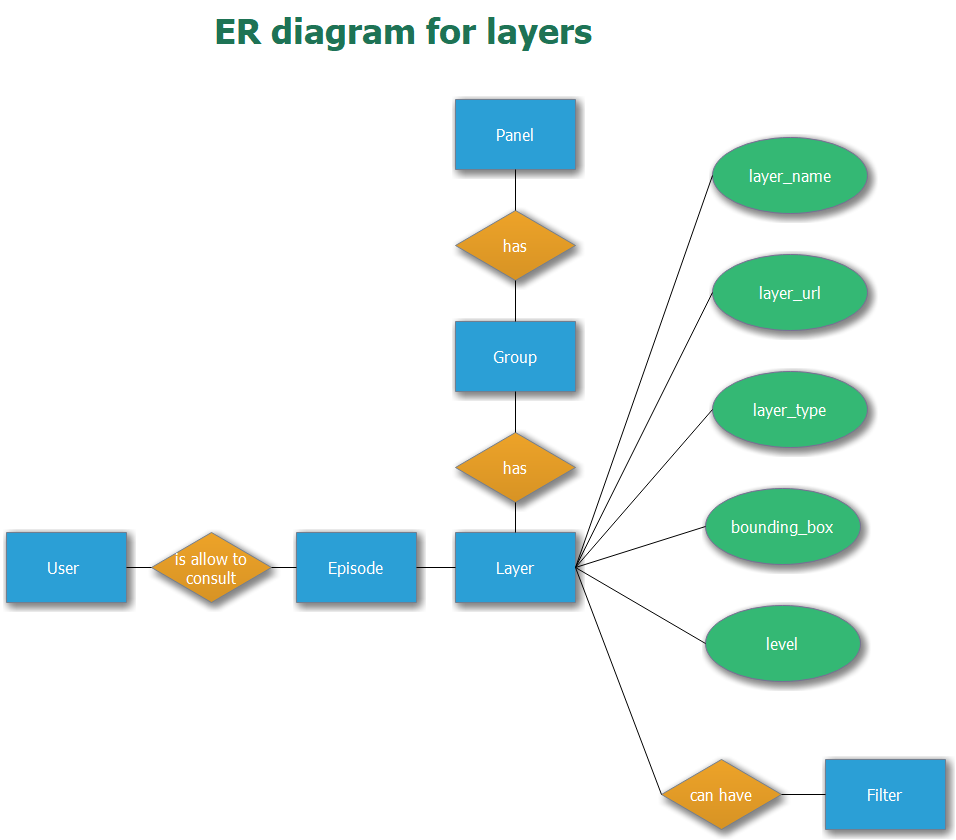 ER diagram for layers
Panel
layer_name
has
layer_url
Group
layer_type
has
bounding_box
User
is allow to
consult
Episode
Layer
level
can have
Filter